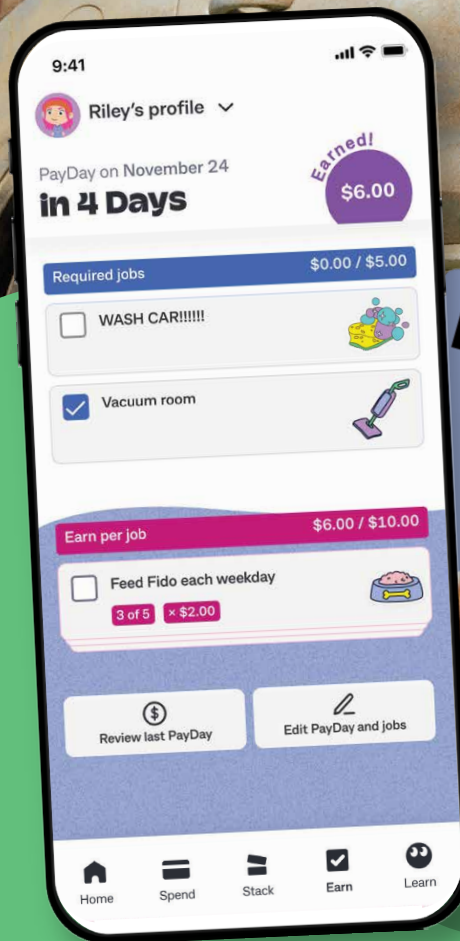 9:41
Riley's profile
PayDay on November 24
in 4 Days
Earned!
$6.00
Required jobs $0.00 / $5.00
WASH CAR!!!!!!
Vacuum room
Earn per job $6.00 / $10.00
Feed Fido each weekday
3 of 5 × $2.00
Review last PayDay
Edit PayDay and jobs
Home Spend Stack Earn Learn